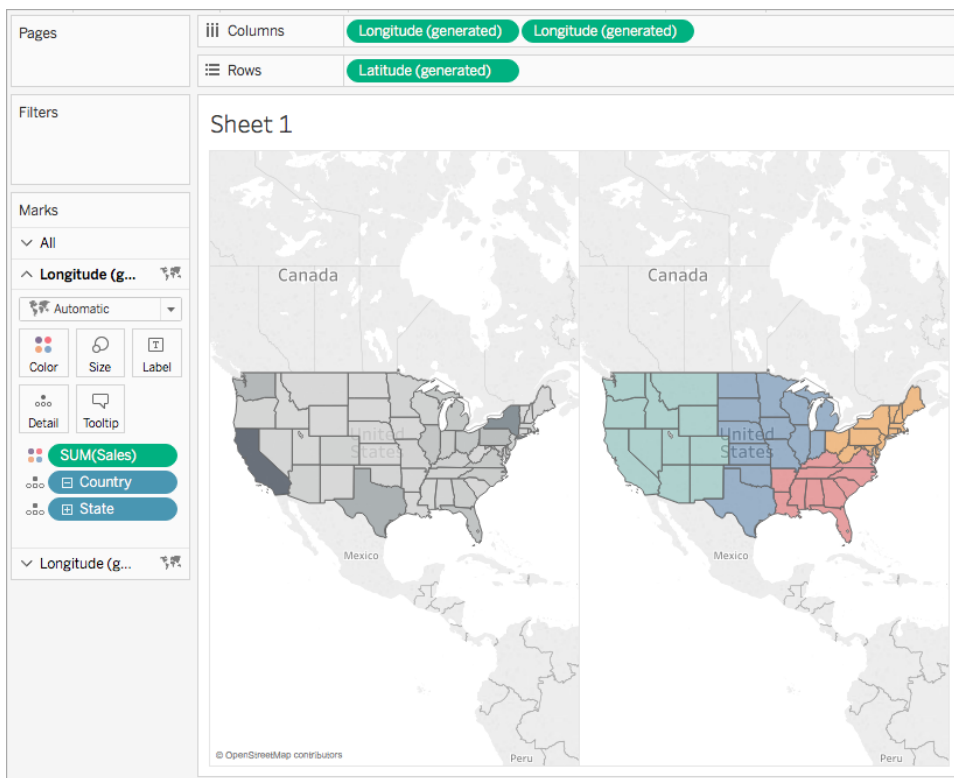 Pages
Columns
Longitude (generated)
Longitude (generated)
Rows
Latitude (generated)
Filters
Sheet 1
Marks
All
Longitude (g...
Automatic
Color
Size
T
Label
Detail
Tooltip
SUM(Sales)
Country
State
Longitude (g...
Canada
United
States
Mexico
Peru
© OpenStreetMap contributors
Canada
United
States
Mexico
Peru